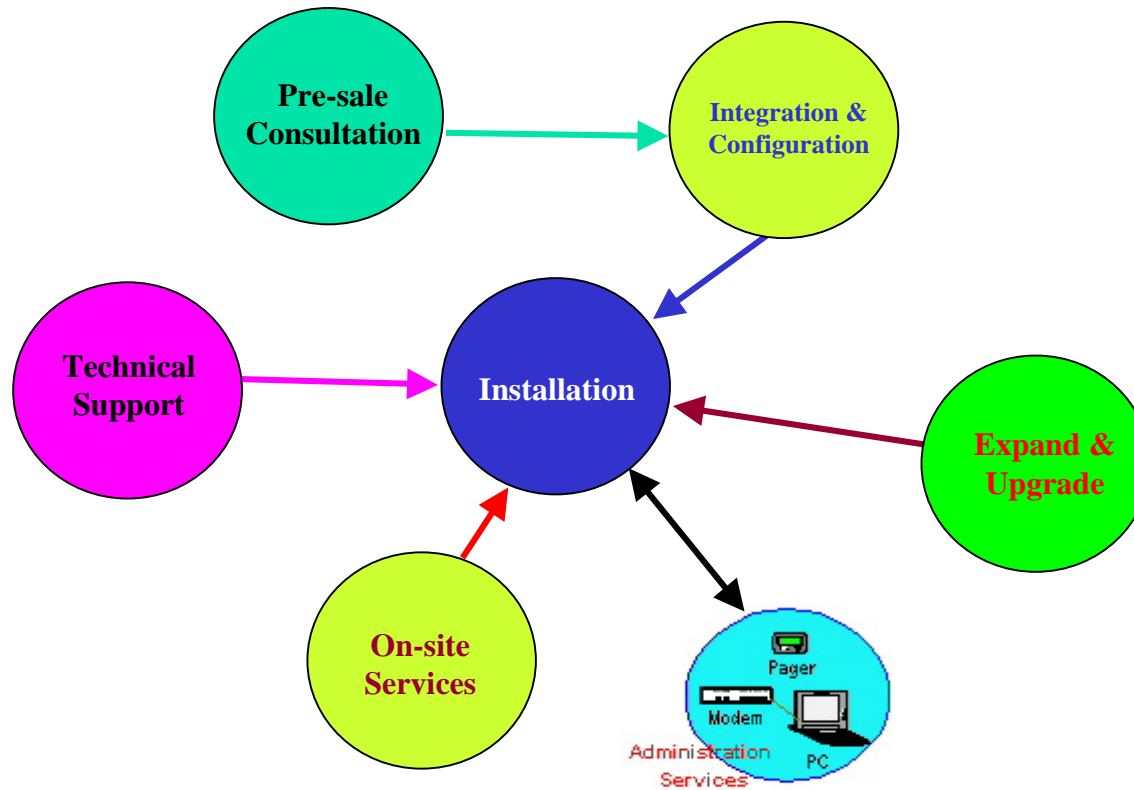 Pre-sale
Consultation
Integration &
Configuration
Technical
Support
Installation
Expand &
Upgrade
On-site
Services
Pager
Modem
PC
Administration
Services